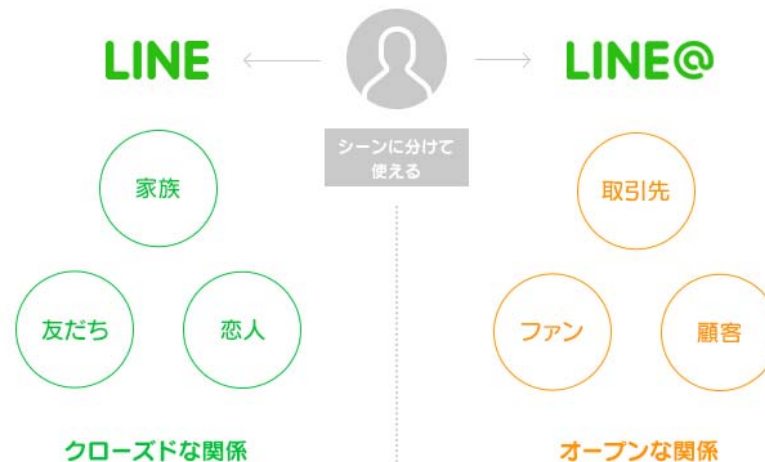 LINE
LINE@
シーンに分けて
使える
家族
取引先
友だち
恋人
ファン
顧客
クローズドな関係
オープンな関係